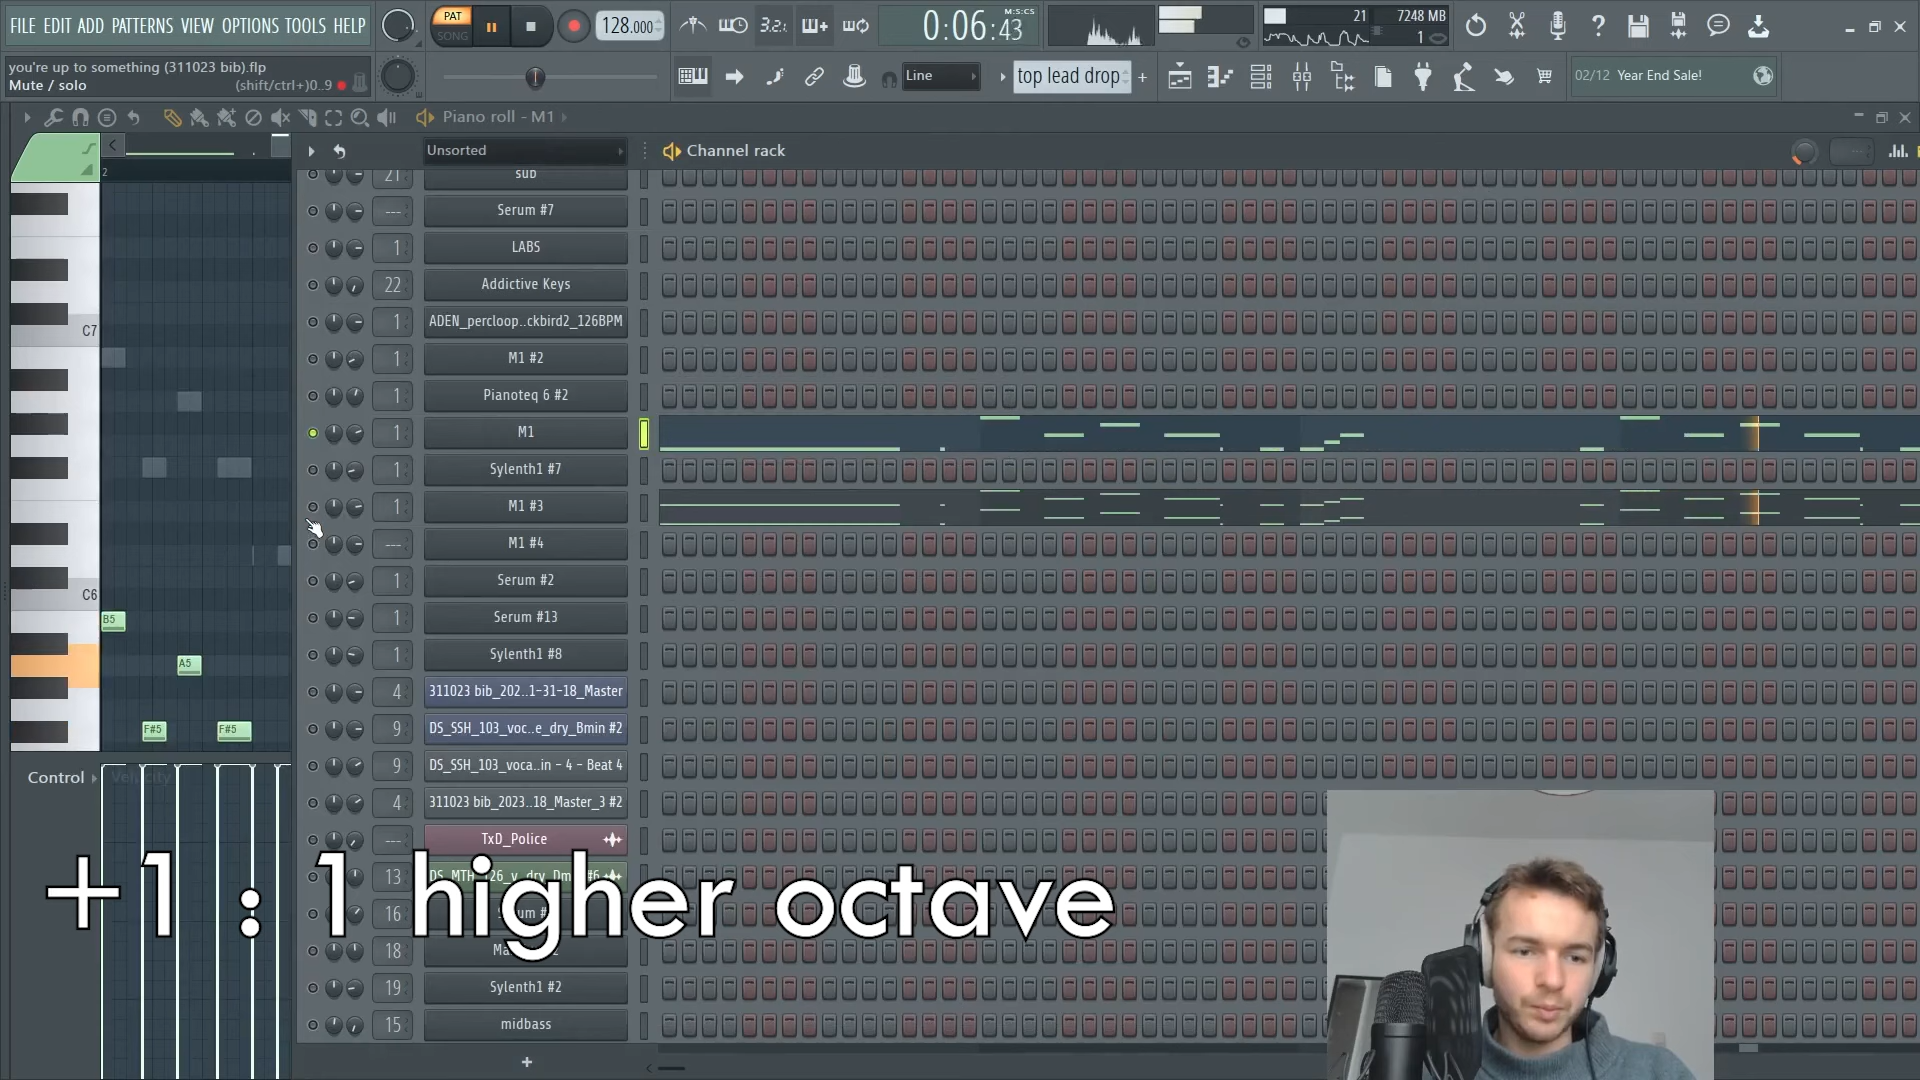 FILE EDIT ADD PATTERNS VIEW OPTIONS TOOLS HELP
PAT
SONG
128.000
3.2.
0:06:43
M:S:CS
21
7248 MB
1
you're up to something (311023 bib).flp
Mute / solo
(shift/ctrl+)0..9
Line
top lead drop
02/12 Year End Sale!
Piano roll - M1
Unsorted
Channel rack
2
C7
C6
B5
A5
F#5
F#5
Control
Velocity
21 sub
--- Serum #7
1 LABS
22 Addictive Keys
1 ADEN_percloop..ckbird2_126BPM
1 M1 #2
1 Pianoteq 6 #2
1 M1
1 Sylenth1 #7
1 M1 #3
--- M1 #4
1 Serum #2
1 Serum #13
1 Sylenth1 #8
4 311023 bib_202..1-31-18_Master
9 DS_SSH_103_voc..e_dry_Bmin #2
9 DS_SSH_103_voca..in - 4 - Beat 4
4 311023 bib_2023..18_Master_3 #2
--- TxD_Police
13
16
18
19 Sylenth1 #2
15 midbass
+1 : 1 higher octave